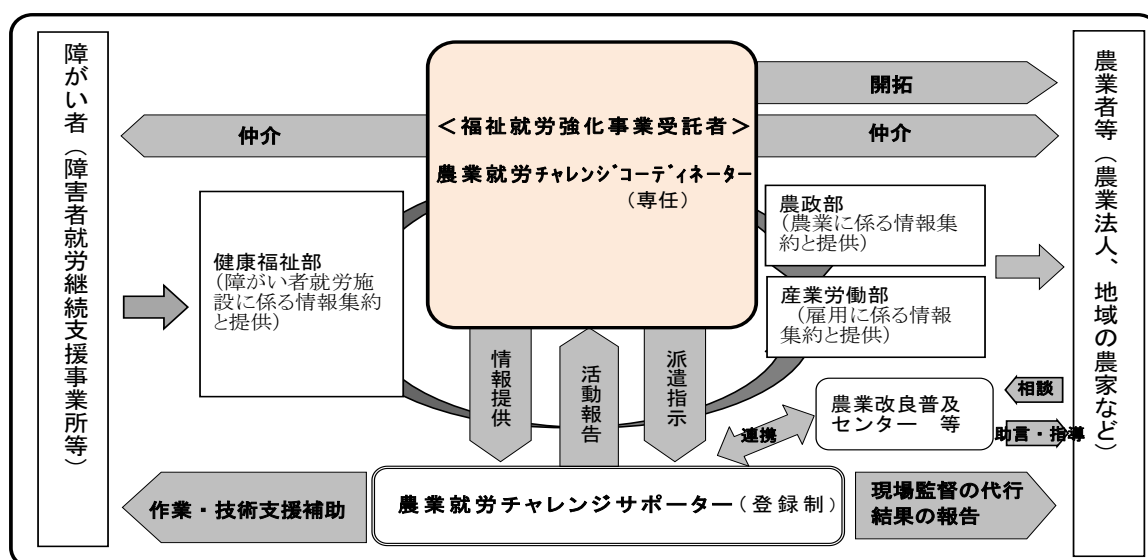 障がい者（障害者就労継続支援事業所等）
仲介
＜福祉就労強化事業受託者＞
農業就労チャレンジコーディネーター
（専任）
開拓
仲介
農業者等（農業法人、地域の農家など）
健康福祉部
（障がい者就労施
設に係る情報集約
と提供）
農政部
（農業に係る情報集
約と提供）
産業労働部
（雇用に係る情報
集約と提供）
情報提供
活動報告
派遣指示
農業改良普及
センター　等
相談
助言・指導
連携
作業・技術支援補助
農業就労チャレンジサポーター（登録制）
現場監督の代行
結果の報告